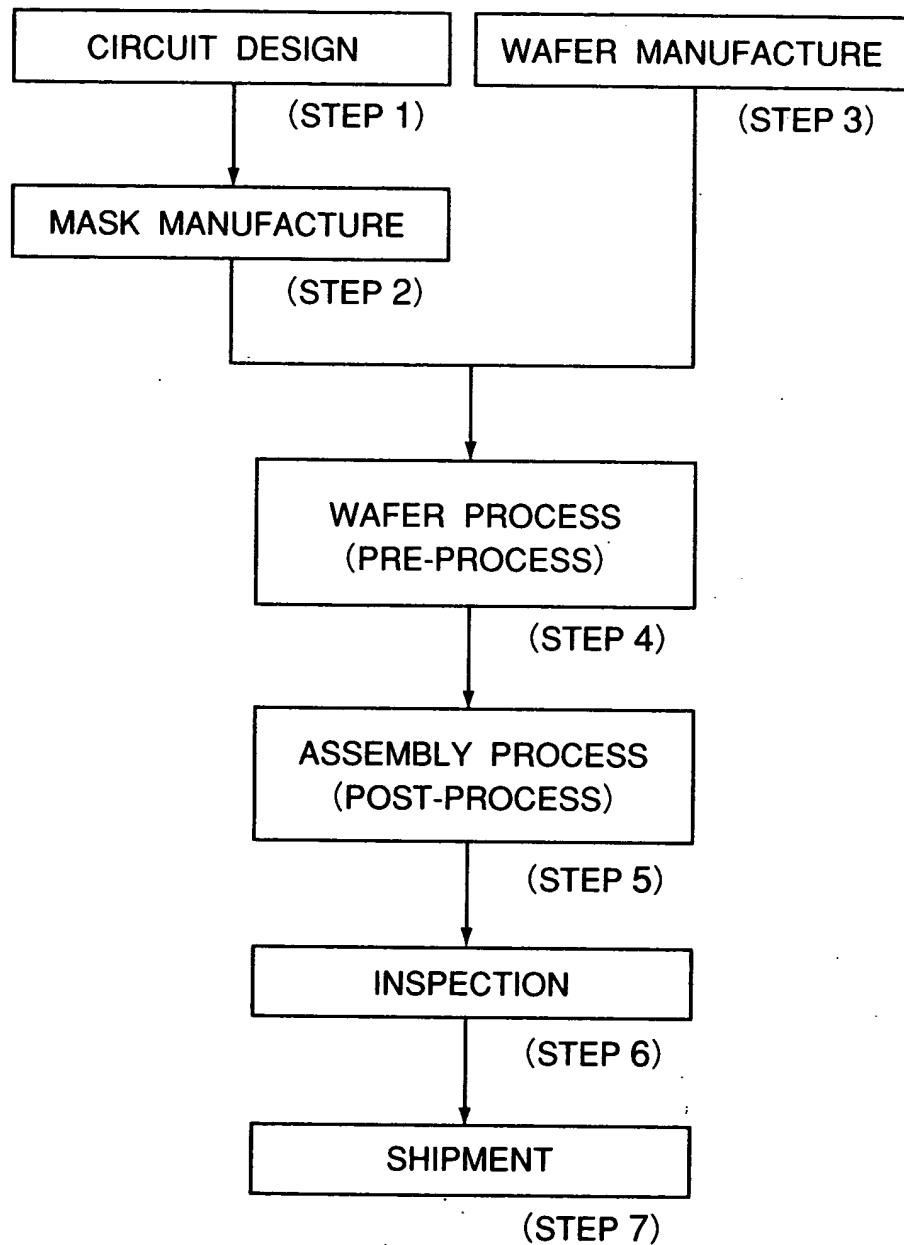 CIRCUIT DESIGN
(STEP 1)
WAFER MANUFACTURE
(STEP 3)
MASK MANUFACTURE
(STEP 2)
WAFER PROCESS
(PRE-PROCESS)
(STEP 4)
ASSEMBLY PROCESS
(POST-PROCESS)
(STEP 5)
INSPECTION
(STEP 6)
SHIPMENT
(STEP 7)